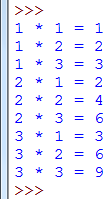 >>>
1 * 1 = 1
1 * 2 = 2
1 * 3 = 3
2 * 1 = 2
2 * 2 = 4
2 * 3 = 6
3 * 1 = 3
3 * 2 = 6
3 * 3 = 9
>>>